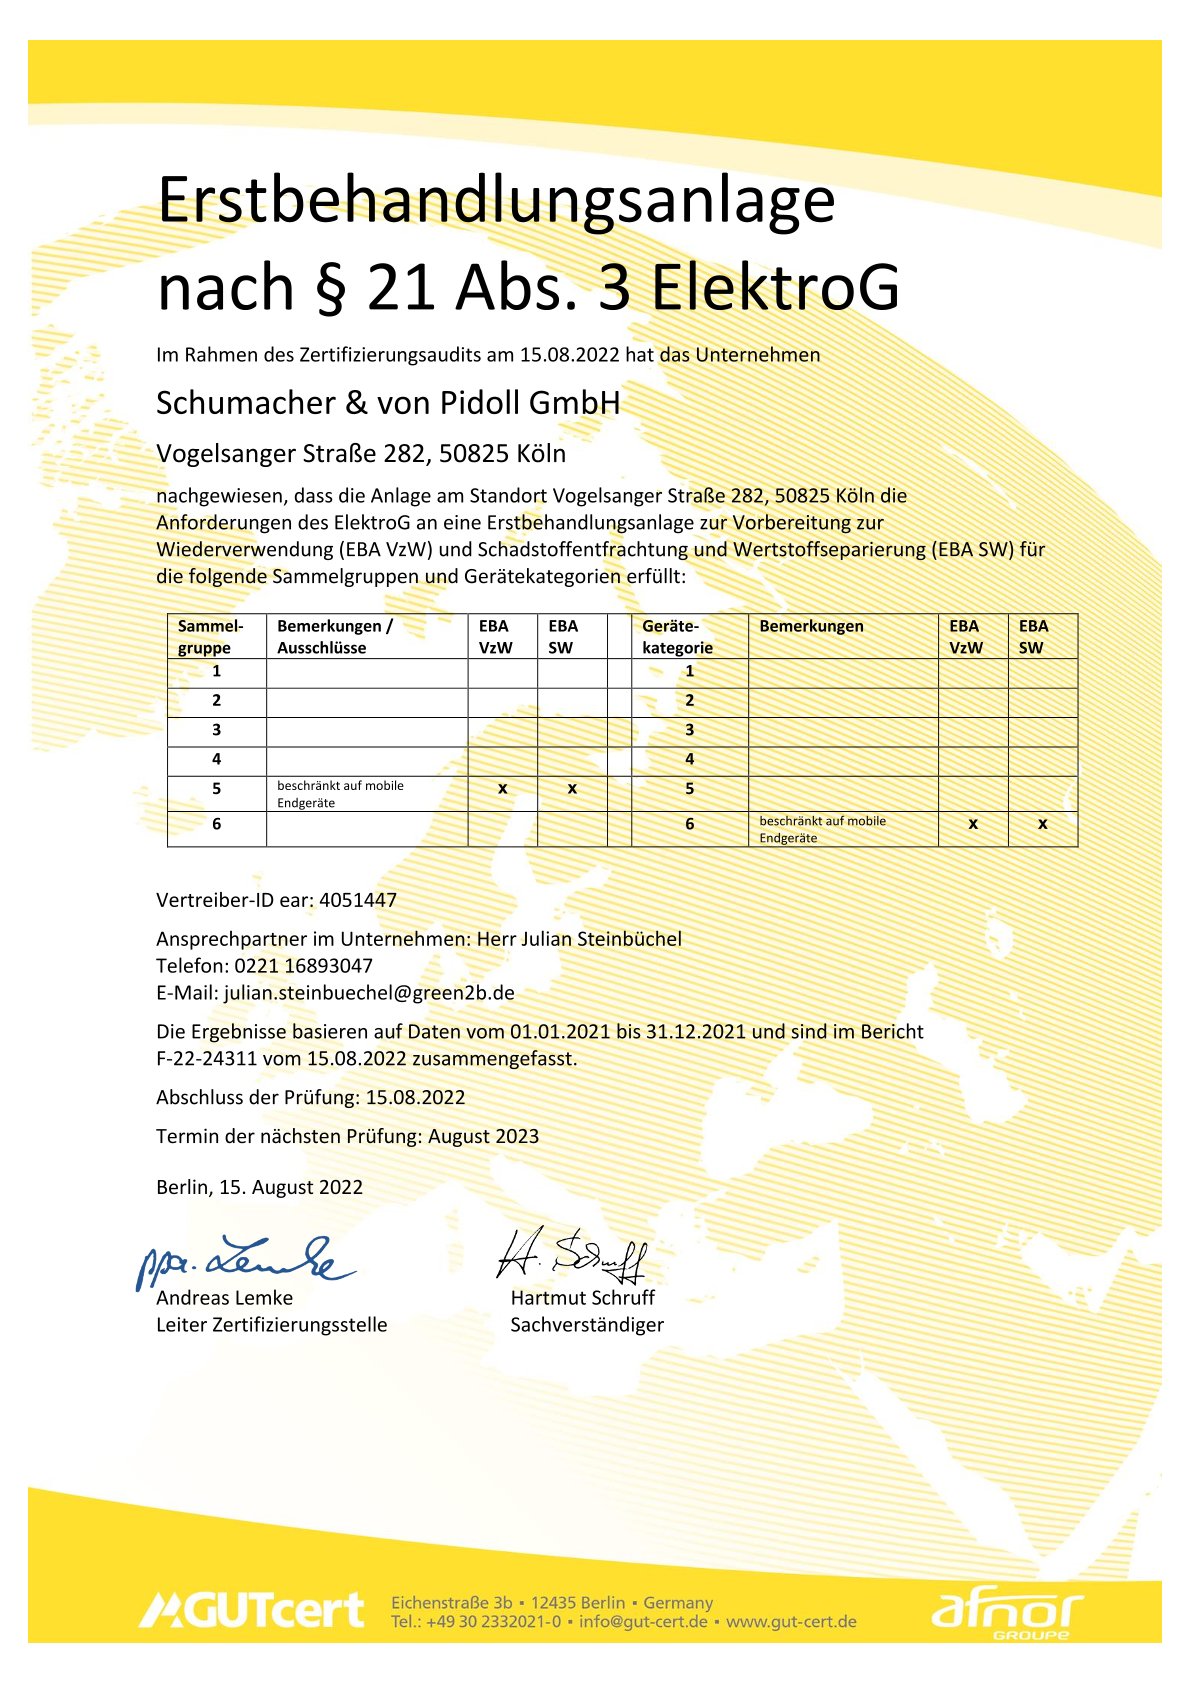 Erstbehandlungsanlage
nach § 21 Abs. 3 ElektroG
Im Rahmen des Zertifizierungsaudits am 15.08.2022 hat das Unternehmen
Schumacher & von Pidoll GmbH
Vogelsanger Straße 282, 50825 Köln
nachgewiesen, dass die Anlage am Standort Vogelsanger Straße 282, 50825 Köln die
Anforderungen des ElektroG an eine Erstbehandlungsanlage zur Vorbereitung zur
Wiederverwendung (EBA VzW) und Schadstoffentfrachtung und Wertstoffseparierung (EBA SW) für
die folgende Sammelgruppen und Gerätekategorien erfüllt:
Sammel- Bemerkungen / EBA EBA Geräte- Bemerkungen EBA EBA
gruppe Ausschlüsse VzW SW kategorie VzW SW
1 1
2 2
3 3
4 4
5 beschränkt auf mobile x x 5
Endgeräte
6 6 beschränkt auf mobile x x
Endgeräte
Vertreiber-ID ear: 4051447
Ansprechpartner im Unternehmen: Herr Julian Steinbüchel
Telefon: 0221 16893047
E-Mail: julian.steinbuechel@green2b.de
Die Ergebnisse basieren auf Daten vom 01.01.2021 bis 31.12.2021 und sind im Bericht
F-22-24311 vom 15.08.2022 zusammengefasst.
Abschluss der Prüfung: 15.08.2022
Termin der nächsten Prüfung: August 2023
Berlin, 15. August 2022
ppa. Lemke H. Schruff
Andreas Lemke Hartmut Schruff
Leiter Zertifizierungsstelle Sachverständiger
GUTcert Eichenstraße 3b ▪ 12435 Berlin ▪ Germany afnor
Tel.: +49 30 2332021-0 ▪ info@gut-cert.de ▪ www.gut-cert.de GROUPE